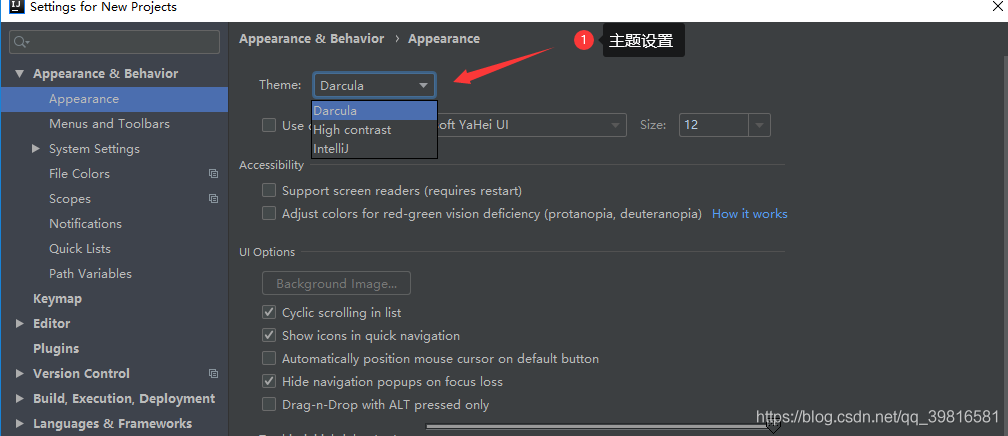 Settings for New Projects
Appearance & Behavior › Appearance
1 主题设置
Appearance & Behavior
Appearance
Menus and Toolbars
System Settings
File Colors
Scopes
Notifications
Quick Lists
Path Variables
Keymap
Editor
Plugins
Version Control
Build, Execution, Deployment
Languages & Frameworks
Theme: Darcula
Darcula
High contrast
IntelliJ
Use oft YaHei UI Size: 12
Accessibility
Support screen readers (requires restart)
Adjust colors for red-green vision deficiency (protanopia, deuteranopia) How it works
UI Options
Background Image...
Cyclic scrolling in list
Show icons in quick navigation
Automatically position mouse cursor on default button
Hide navigation popups on focus loss
Drag-n-Drop with ALT pressed only
https://blog.csdn.net/qq_39816581